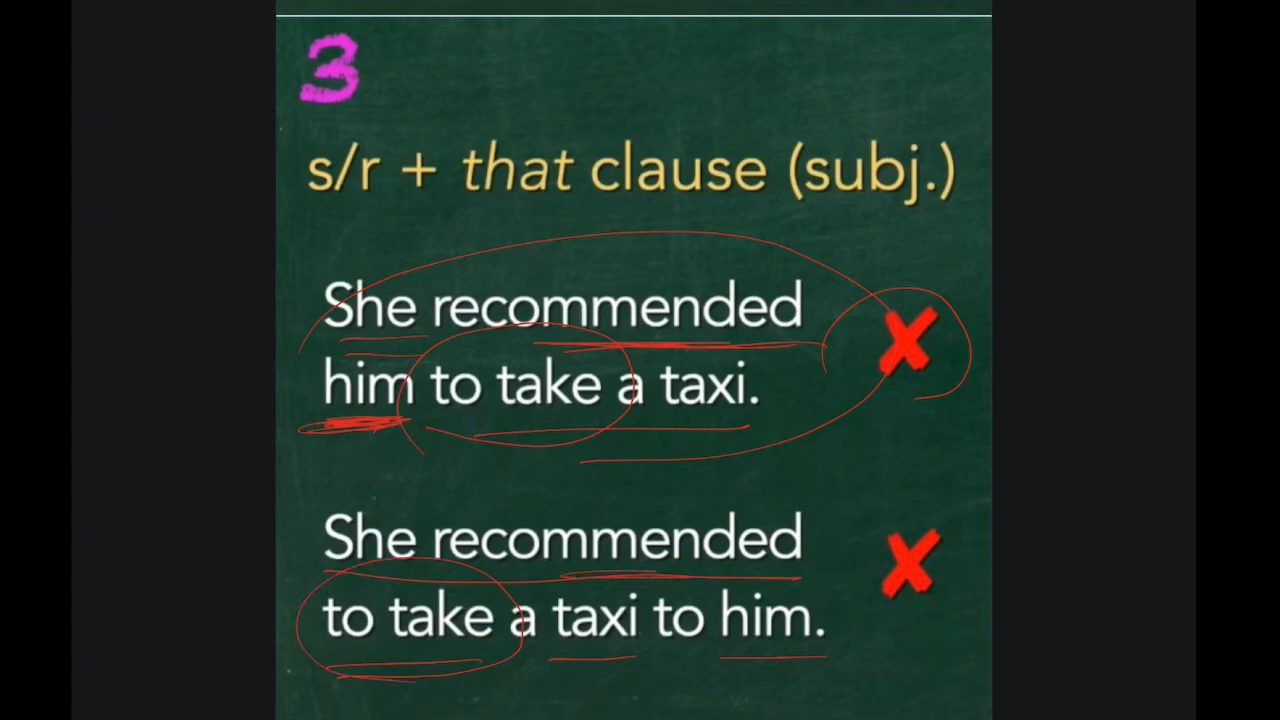 3
s/r + that clause (subj.)
She recommended
him to take a taxi.
She recommended
to take a taxi to him.